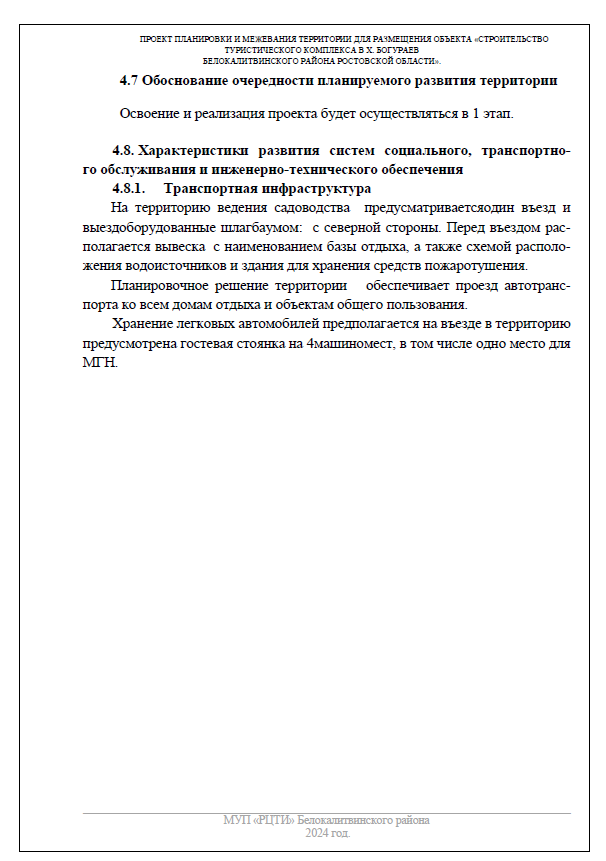 ПРОЕКТ ПЛАНИРОВКИ И МЕЖЕВАНИЯ ТЕРРИТОРИИ ДЛЯ РАЗМЕЩЕНИЯ ОБЪЕКТА «СТРОИТЕЛЬСТВО
ТУРИСТИЧЕСКОГО КОМПЛЕКСА В Х. БОГУРАЕВ
БЕЛОКАЛИТВИНСКОГО РАЙОНА РОСТОВСКОЙ ОБЛАСТИ».
4.7 Обоснование очередности планируемого развития территории
Освоение и реализация проекта будет осуществляться в 1 этап.
4.8. Характеристики развития систем социального, транспортно-
го обслуживания и инженерно-технического обеспечения
4.8.1. Транспортная инфраструктура
На территорию ведения садоводства предусматриваетсяодин въезд и
выездоборудованные шлагбаумом: с северной стороны. Перед въездом рас-
полагается вывеска с наименованием базы отдыха, а также схемой располо-
жения водоисточников и здания для хранения средств пожаротушения.
Планировочное решение территории обеспечивает проезд автотранс-
порта ко всем домам отдыха и объектам общего пользования.
Хранение легковых автомобилей предполагается на въезде в территорию
предусмотрена гостевая стоянка на 4машиномест, в том числе одно место для
МГН.
МУП «РЦТИ» Белокалитвинского района
2024 год.